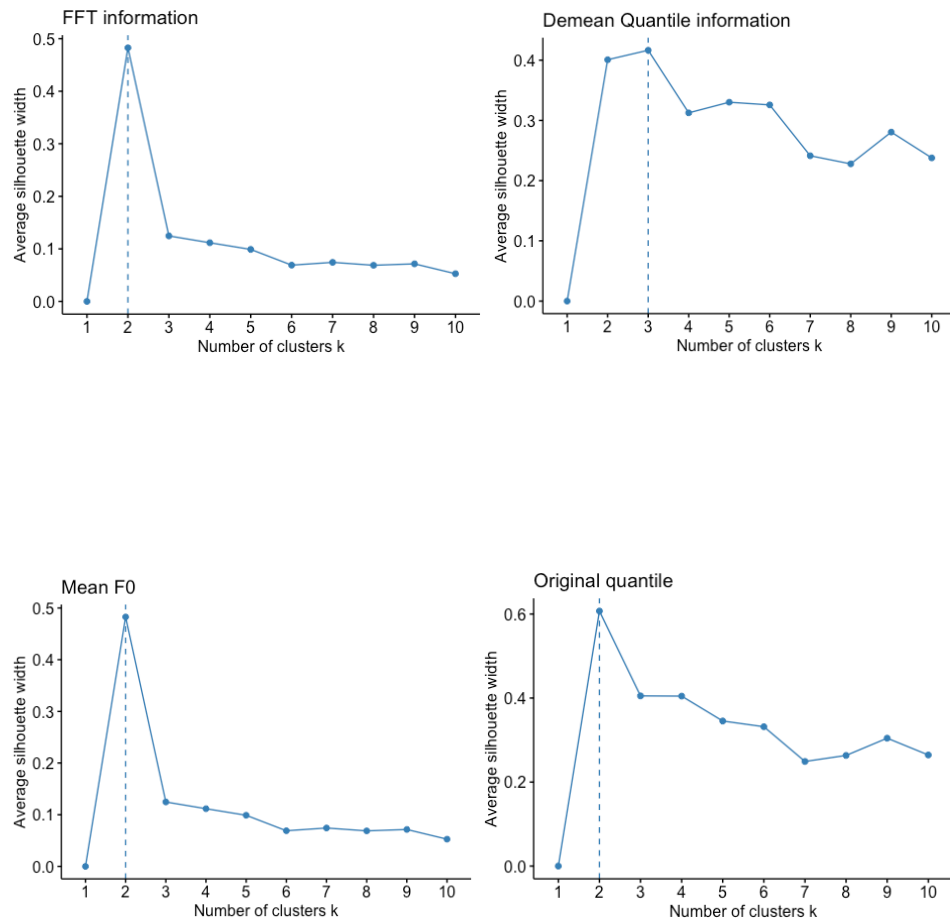 FFT information
0.5
0.4
0.3
0.2
0.1
0.0
Average silhouette width
1 2 3 4 5 6 7 8 9 10
Number of clusters k
Demean Quantile information
0.4
0.3
0.2
0.1
0.0
Average silhouette width
1 2 3 4 5 6 7 8 9 10
Number of clusters k
Mean F0
0.5
0.4
0.3
0.2
0.1
0.0
Average silhouette width
1 2 3 4 5 6 7 8 9 10
Number of clusters k
Original quantile
0.6
0.4
0.2
0.0
Average silhouette width
1 2 3 4 5 6 7 8 9 10
Number of clusters k